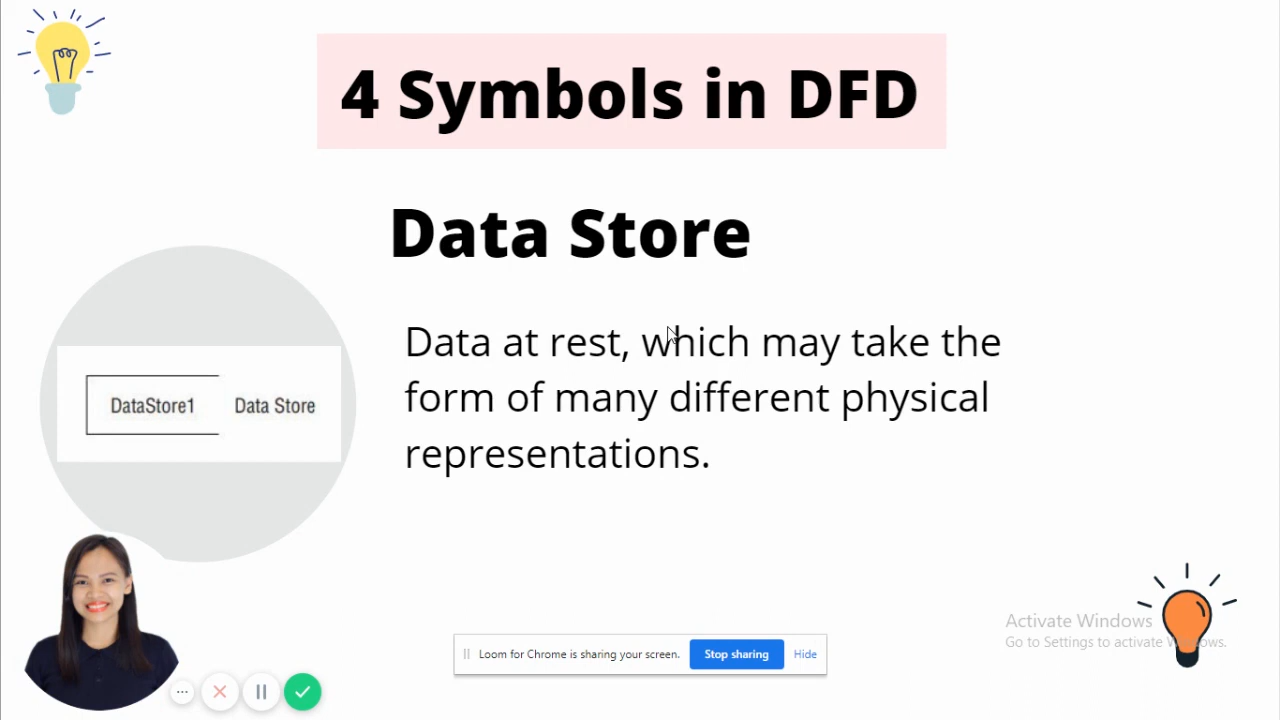 4 Symbols in DFD
Data Store
Data at rest, which may take the
form of many different physical
representations.
DataStore1 Data Store
Activate Windows
Go to Settings to activate Windows.
Loom for Chrome is sharing your screen. Stop sharing Hide